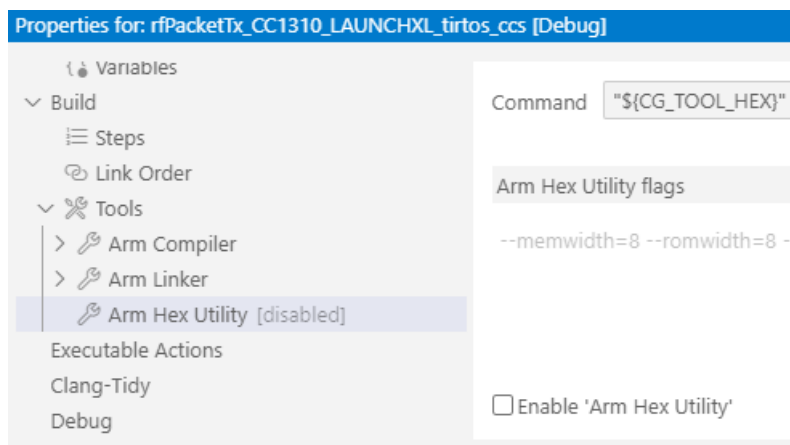 Properties for: rfPacketTx_CC1310_LAUNCHXL_tirtos_ccs [Debug]
Variables
Build
Steps
Link Order
Tools
Arm Compiler
Arm Linker
Arm Hex Utility [disabled]
Executable Actions
Clang-Tidy
Debug
Command "${CG_TOOL_HEX}"
Arm Hex Utility flags
--memwidth=8 --romwidth=8 -
Enable 'Arm Hex Utility'